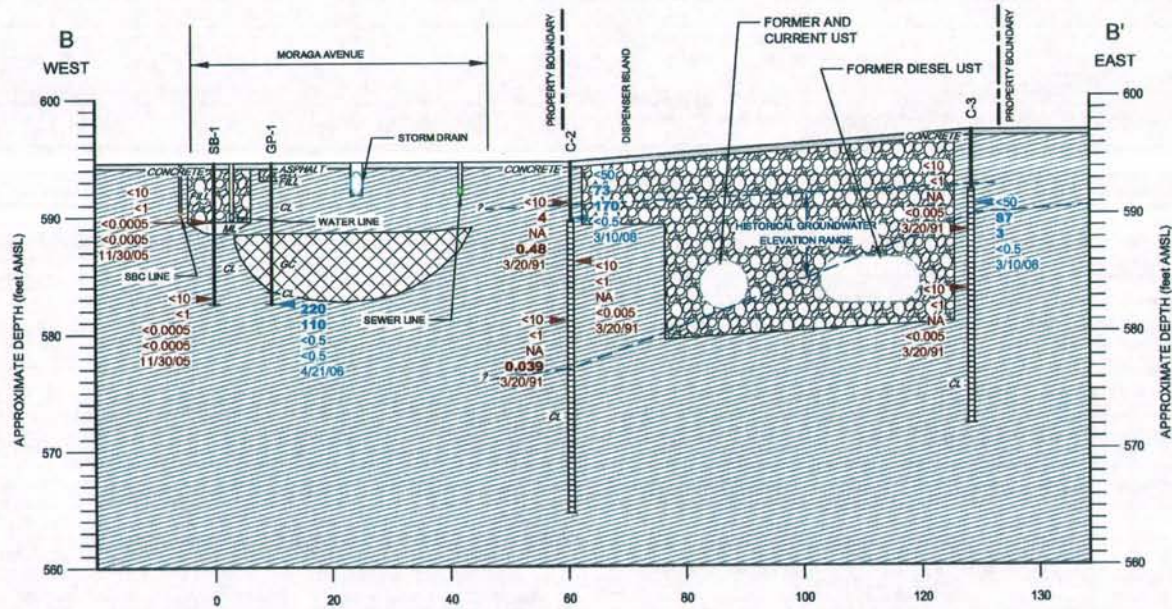 B
WEST
MORAGA AVENUE
PROPERTY BOUNDARY
DISPENSER ISLAND
FORMER AND
CURRENT UST
FORMER DIESEL UST
B'
EAST
PROPERTY BOUNDARY
C-3
SB-1
GP-1
STORM DRAIN
C-2
CONCRETE
ASPHALT
FILL
CONCRETE
CONCRETE
APPROXIMATE DEPTH (feet AMSL)
600
590
580
570
560
<10
<1
<0.0005
<0.0005
11/30/05
ML
CL
WATER LINE
SBC LINE
CL
GC
CL
SEWER LINE
<10
<1
<0.0005
<0.0005
11/30/05
220
110
<0.5
<0.5
4/21/06
?
<10
4
NA
0.48
3/20/91
<50
73
170
<0.5
3/10/06
<10
<1
NA
<0.005
3/20/91
<10
<1
NA
0.039
3/20/91
?
CL
HISTORICAL GROUNDWATER
ELEVATION RANGE
<10
<1
NA
<0.005
3/20/91
<50
87
3
<0.5
3/10/06
<10
<1
NA
<0.005
3/20/91
CL
600
590
580
570
560
APPROXIMATE DEPTH (feet AMSL)
0
20
40
60
80
100
120
130